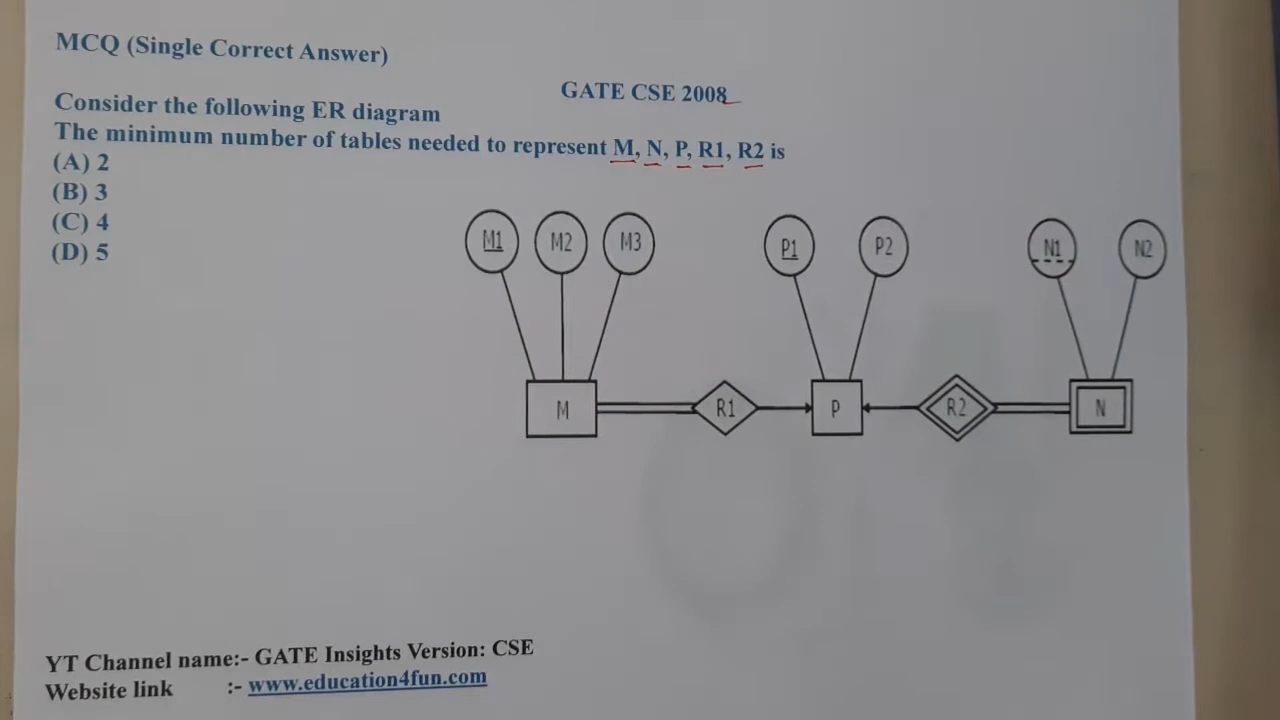 MCQ (Single Correct Answer)
GATE CSE 2008
Consider the following ER diagram
The minimum number of tables needed to represent M, N, P, R1, R2 is
(A) 2
(B) 3
(C) 4
(D) 5
M1 M2 M3 P1 P2 N1 N2
M R1 P R2 N
YT Channel name:- GATE Insights Version: CSE
Website link :- www.education4fun.com